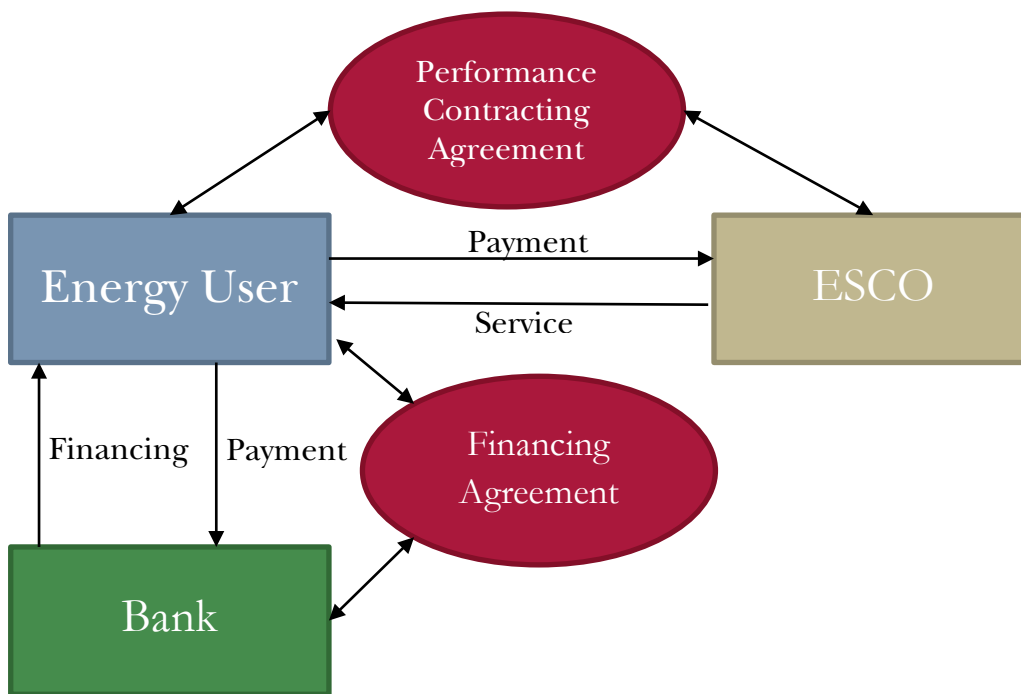 Performance
Contracting
Agreement
Payment
Energy User
ESCO
Service
Financing
Payment
Financing
Agreement
Bank